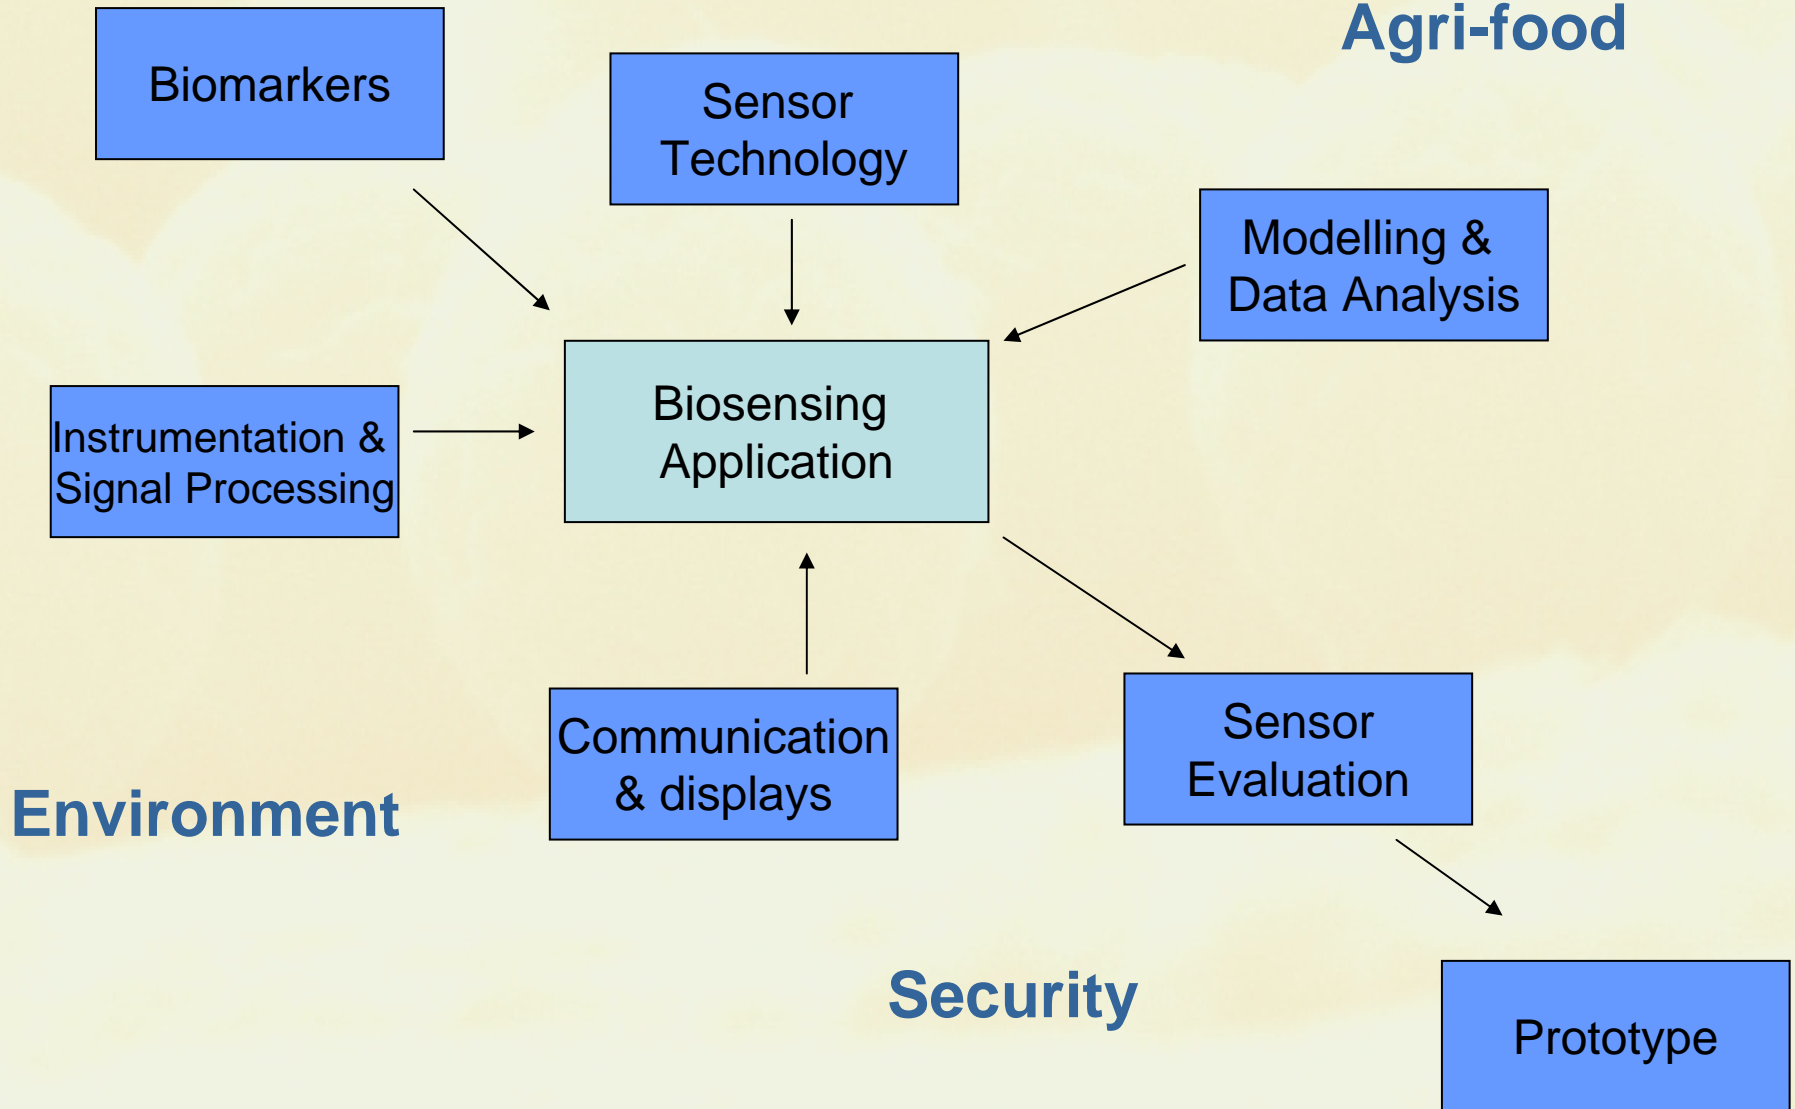 Agri-food
Biomarkers
Sensor
Technology
Modelling &
Data Analysis
Biosensing
Application
Instrumentation &
Signal Processing
Communication
& displays
Sensor
Evaluation
Environment
Security
Prototype